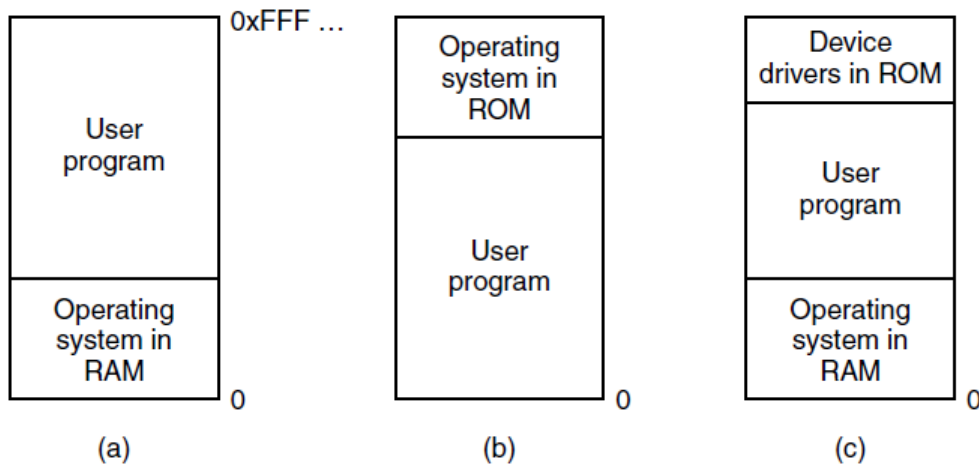 0xFFF …
User
program
Operating
system in
RAM
0
(a)
Operating
system in
ROM
User
program
0
(b)
Device
drivers in ROM
User
program
Operating
system in
RAM
0
(c)